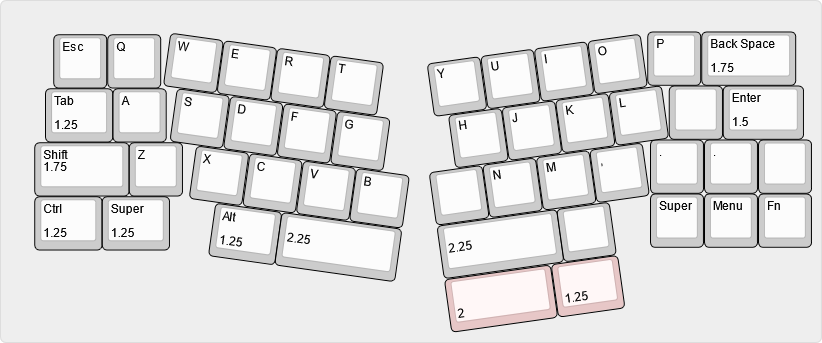 Esc Q W E R T Y U I O P Back Space
1.75
Tab A S D F G H J K L Enter
1.25 1.5
Shift Z X C V B N M , . .
1.75
Ctrl Super Alt 2.25 2.25 Super Menu Fn
1.25 1.25 1.25
2 1.25